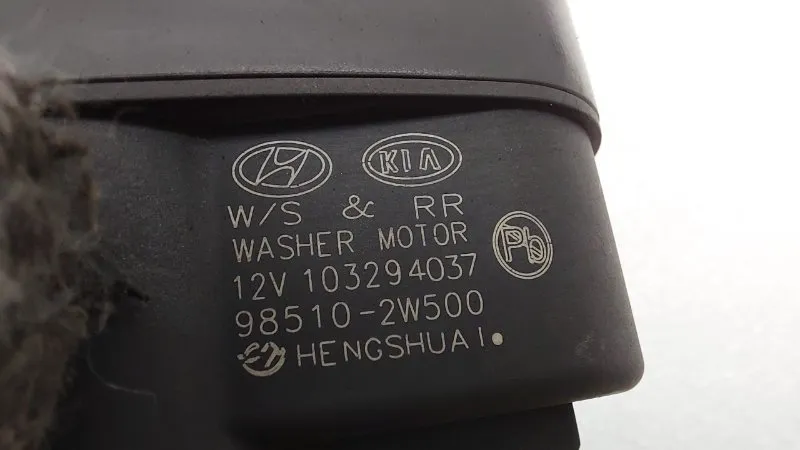 KIA
W/S & RR
WASHER MOTOR
Pb
12V 103294037
98510-2W500
HENGSHUAI.